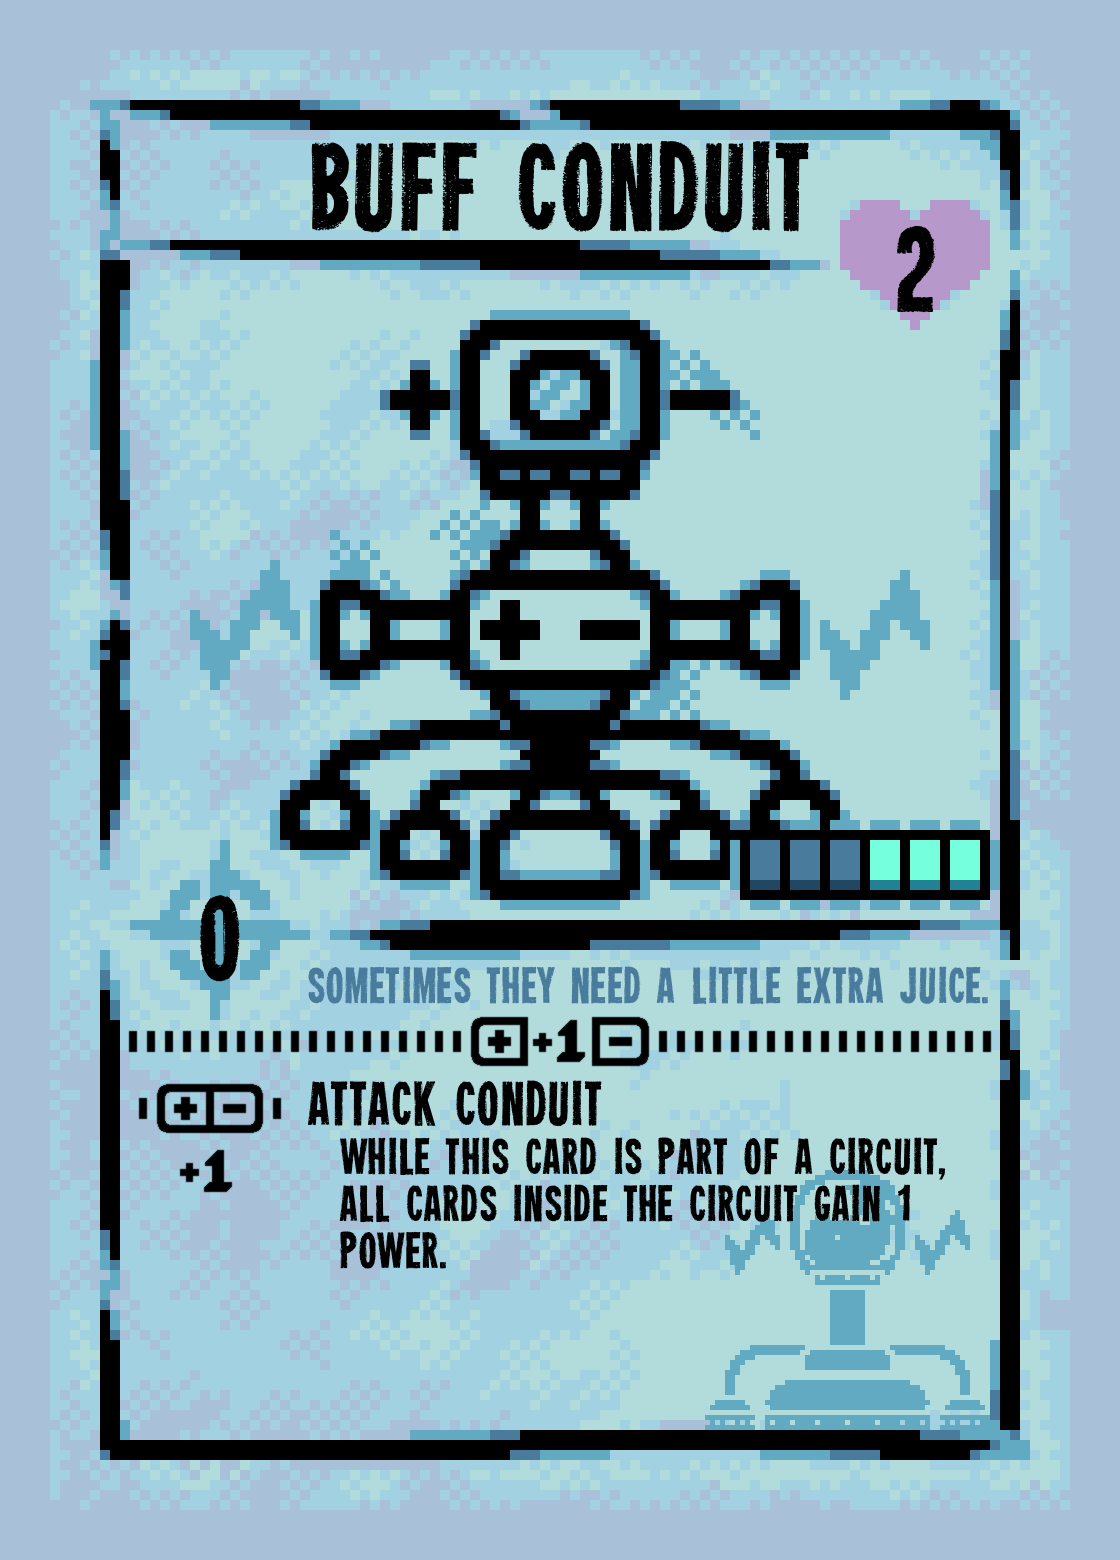 BUFF CONDUIT
2
+ -
+ -
0
SOMETIMES THEY NEED A LITTLE EXTRA JUICE.
+ +1 -
+ - ATTACK CONDUIT
+1
WHILE THIS CARD IS PART OF A CIRCUIT,
ALL CARDS INSIDE THE CIRCUIT GAIN 1
POWER.